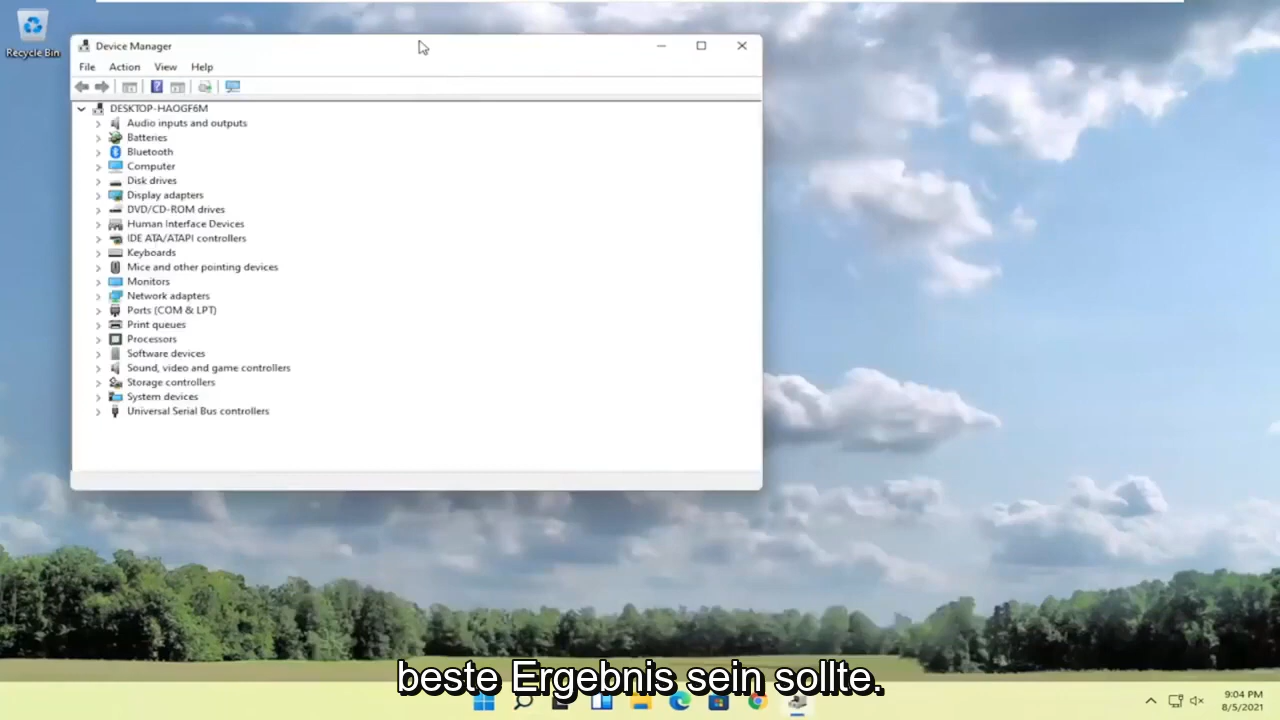 Recycle Bin
Device Manager
File Action View Help
DESKTOP-HAOGF6M
Audio inputs and outputs
Batteries
Bluetooth
Computer
Disk drives
Display adapters
DVD/CD-ROM drives
Human Interface Devices
IDE ATA/ATAPI controllers
Keyboards
Mice and other pointing devices
Monitors
Network adapters
Ports (COM & LPT)
Print queues
Processors
Software devices
Sound, video and game controllers
Storage controllers
System devices
Universal Serial Bus controllers
beste Ergebnis sein sollte.
9:04 PM
8/5/2021